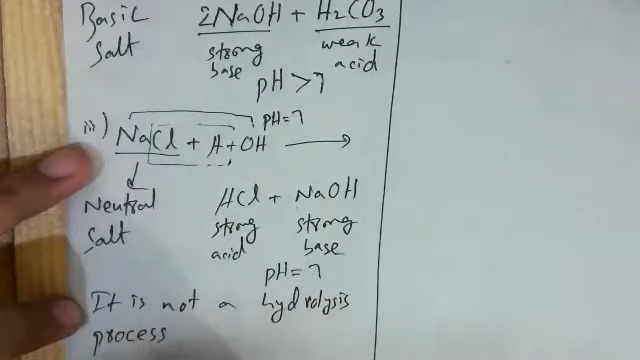 Basic 2NaOH + H2CO3
Salt strong base weak acid
pH > 7
iii) NaCl + H+OH ⟶ pH=7
Neutral Salt HCl + NaOH
strong acid strong base
pH = 7
It is not a hydrolysis
process